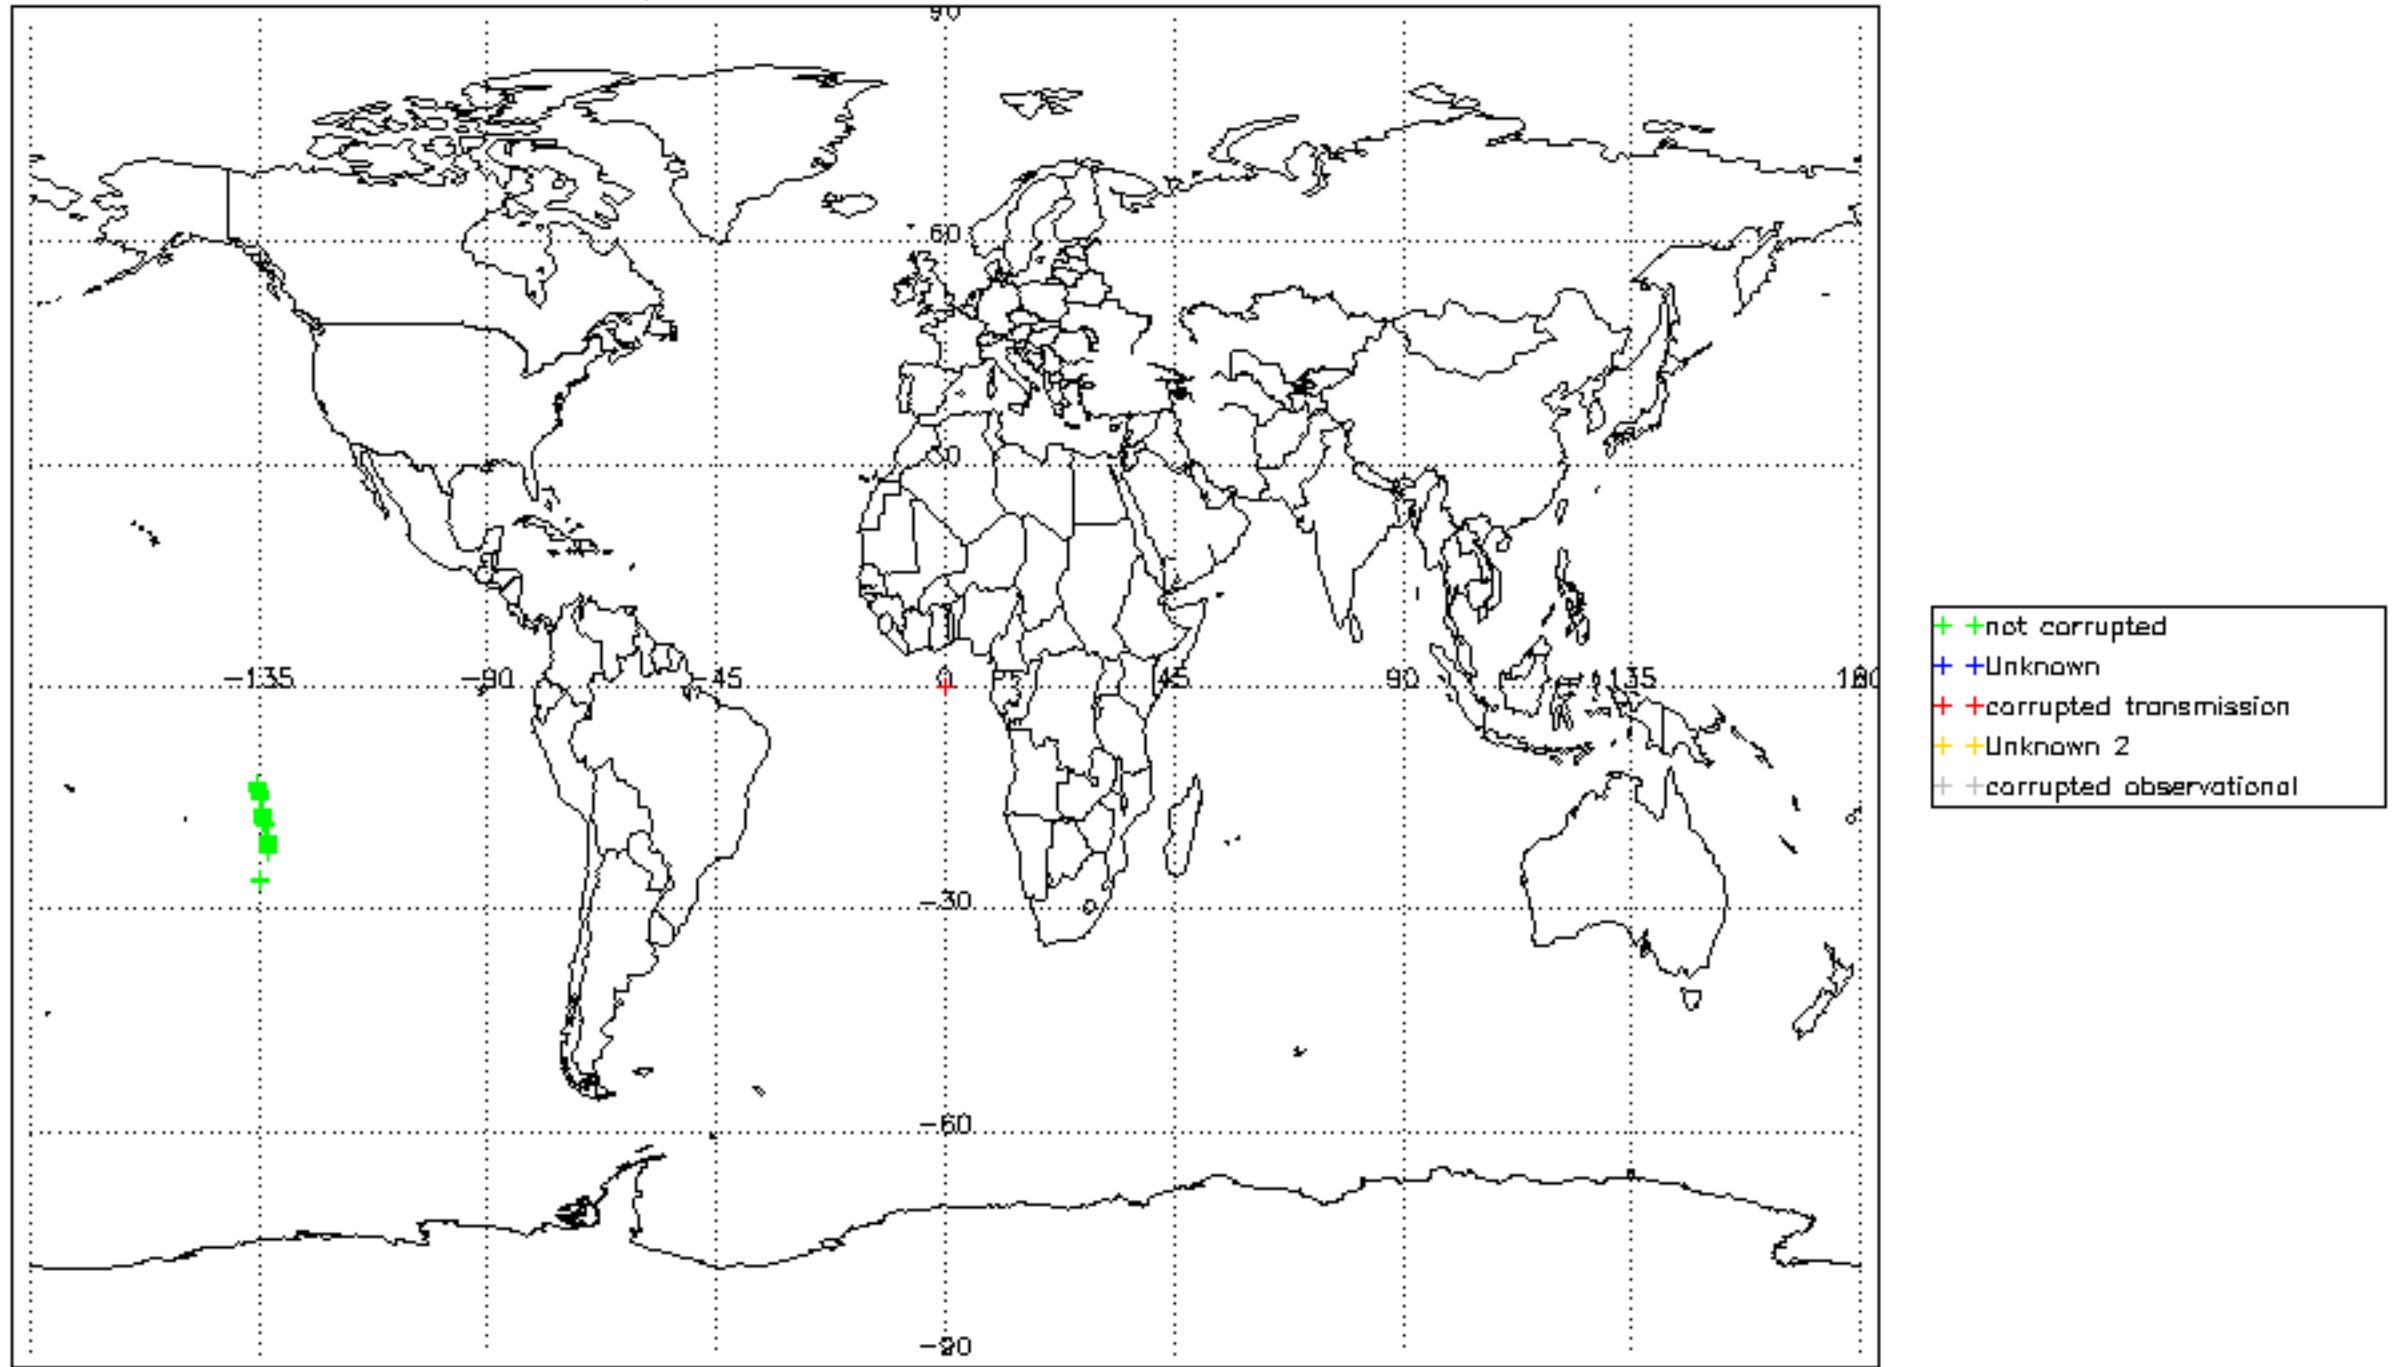 90
60
30
-135
-90
-45
0
45
90
135
180
-30
-60
-90
not corrupted
Unknown
corrupted transmission
Unknown 2
corrupted observational